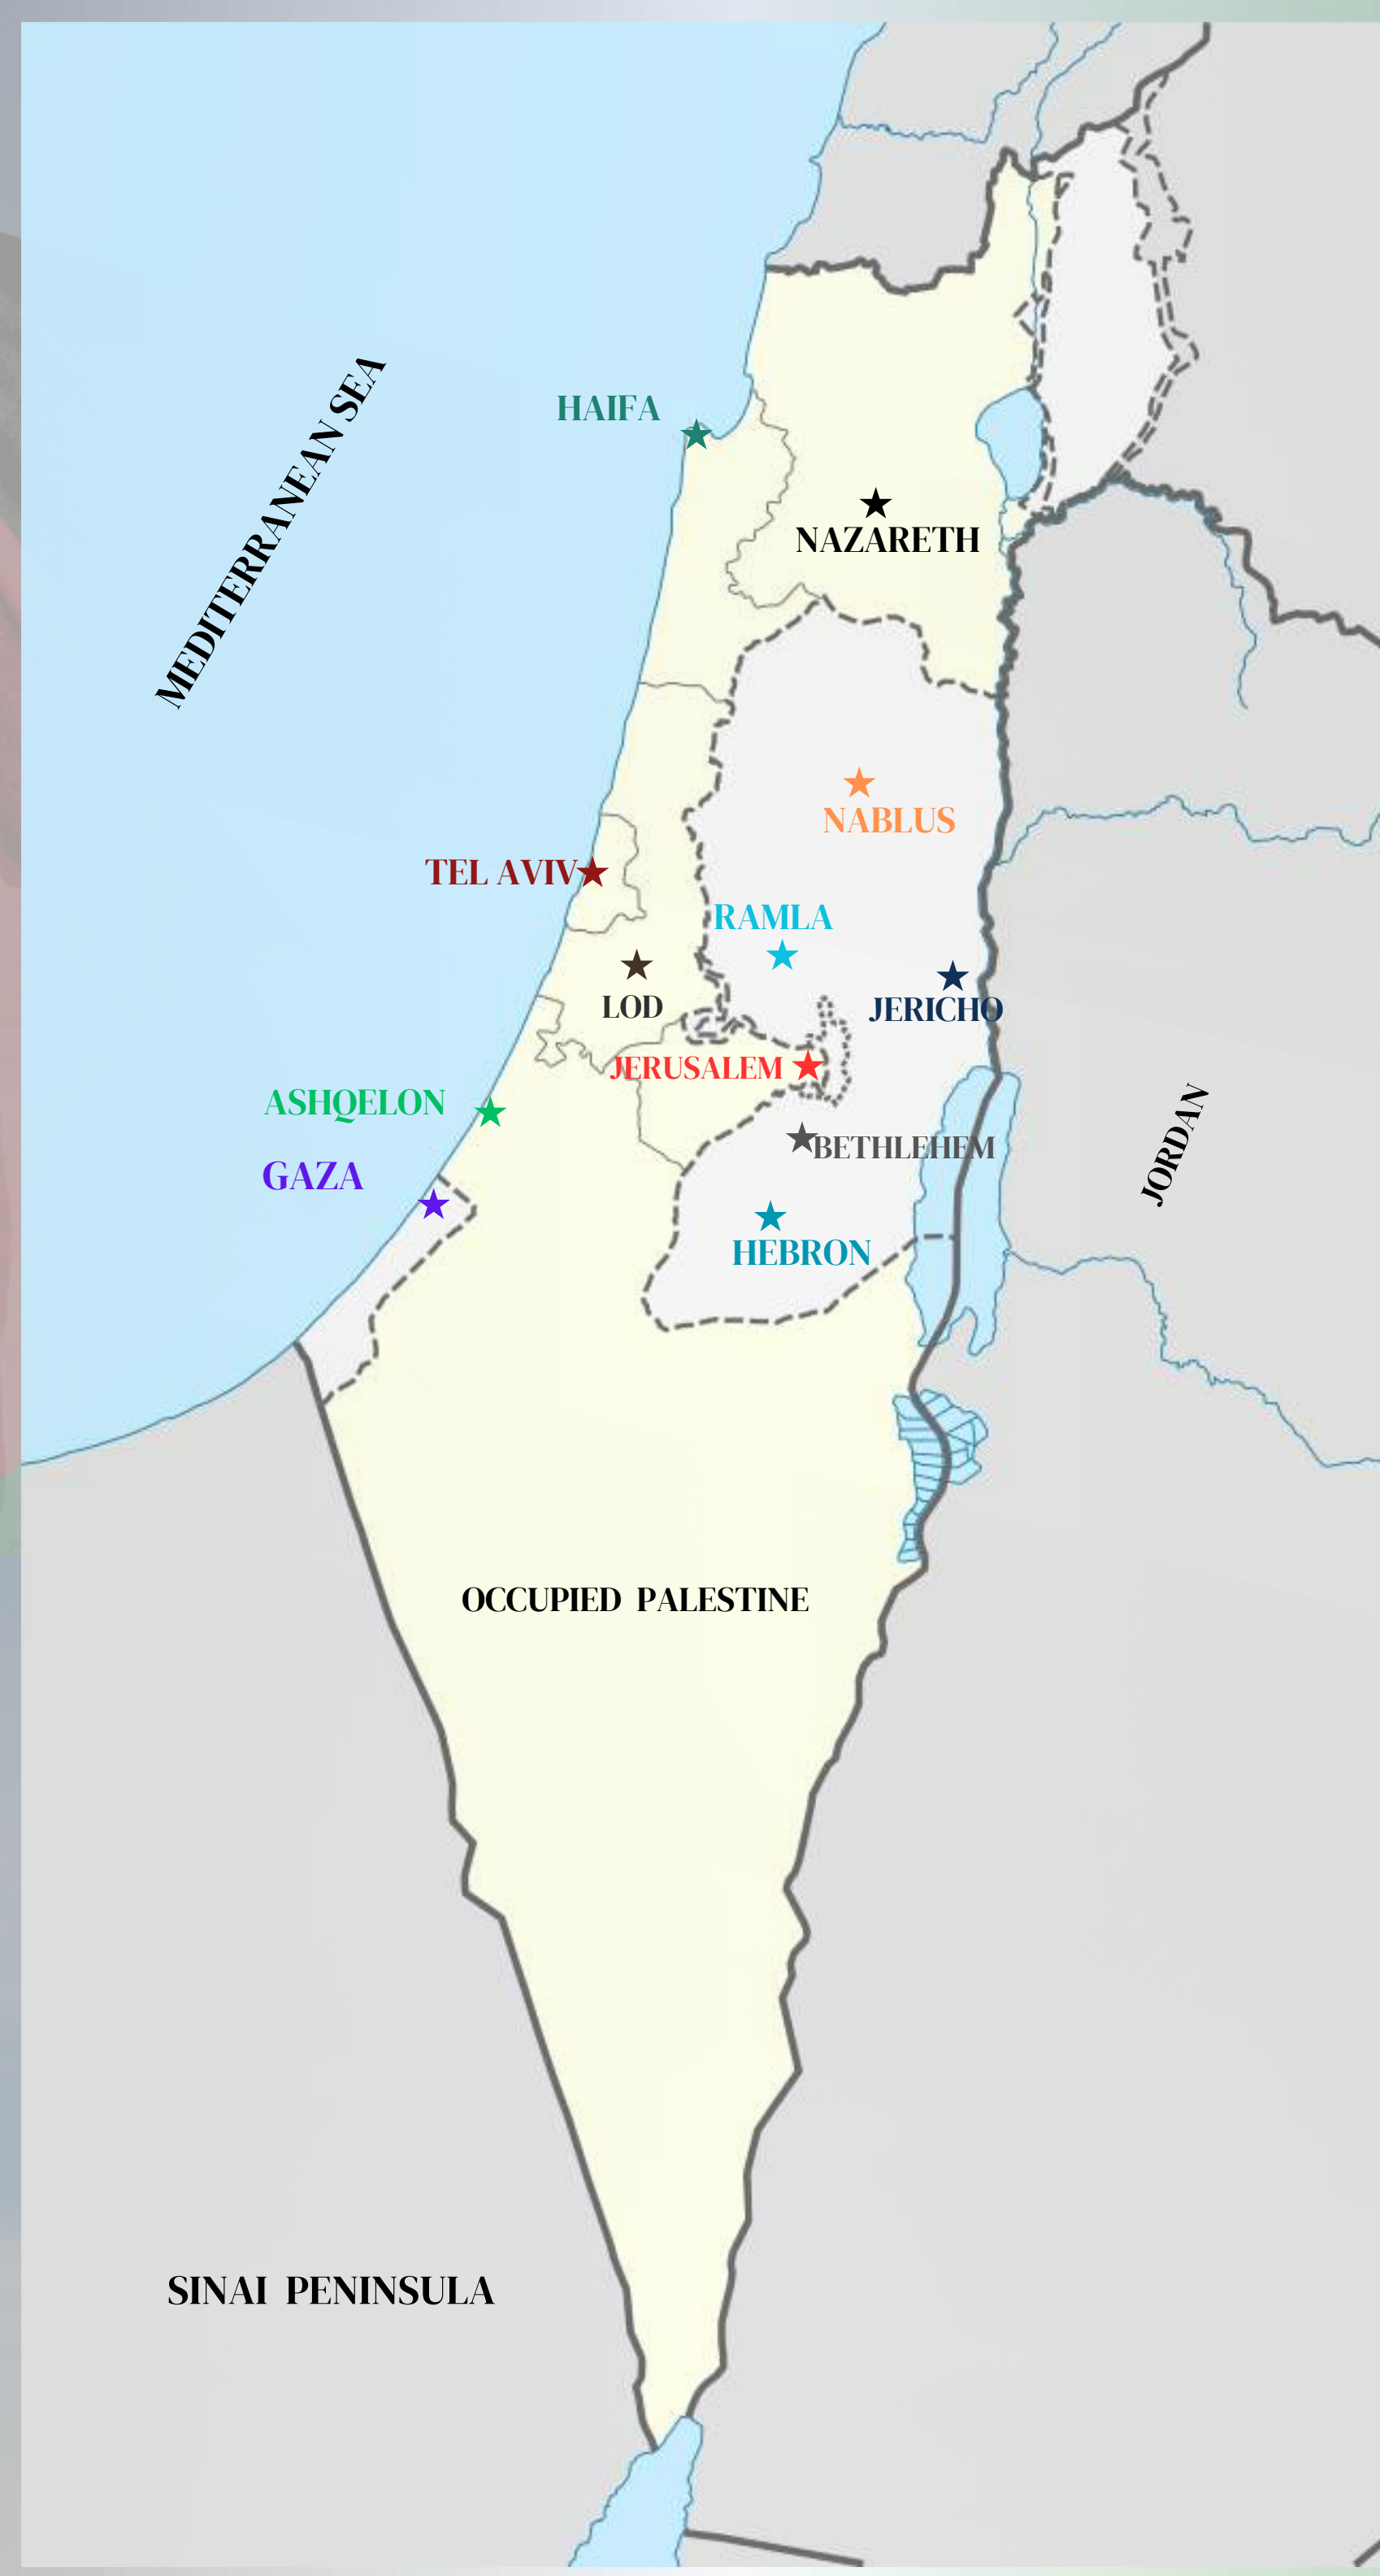 MEDITERRANEAN SEA
HAIFA
NAZARETH
NABLUS
TEL AVIV
RAMLA
LOD
JERICHO
JERUSALEM
ASHQELON
BETHLEHEM
GAZA
HEBRON
JORDAN
OCCUPIED PALESTINE
SINAI PENINSULA